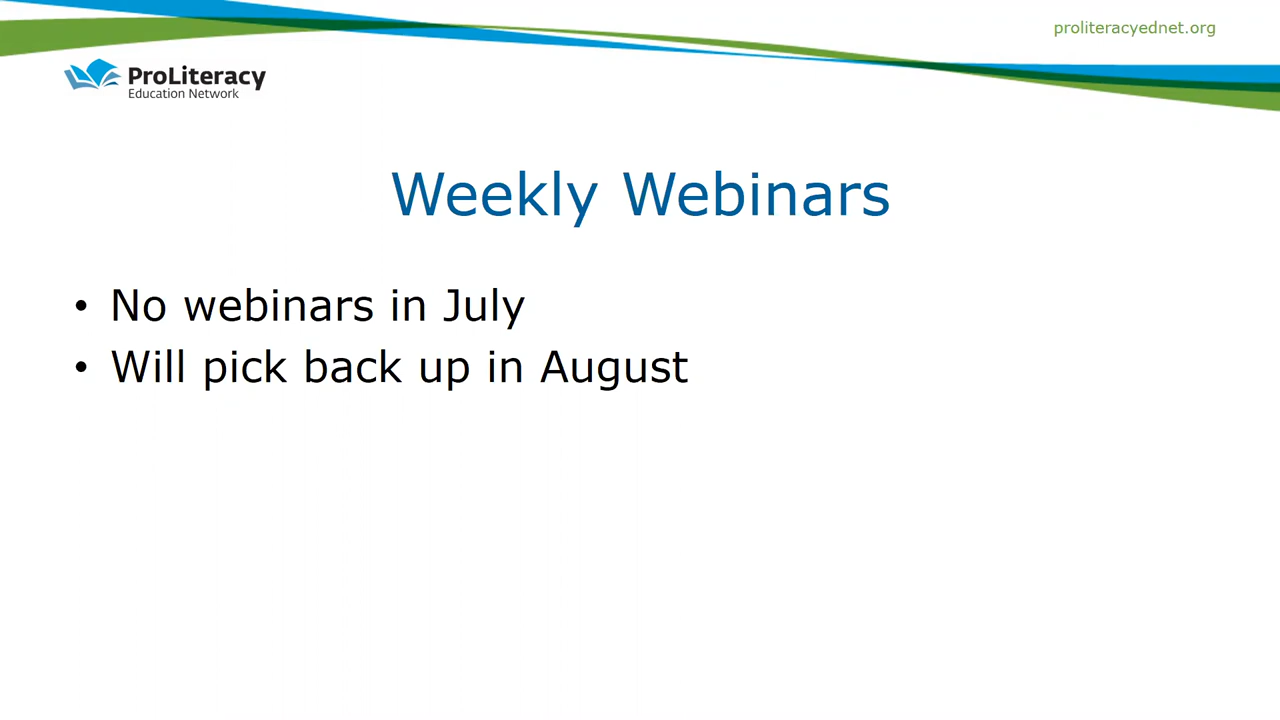 proliteracyednet.org
ProLiteracy
Education Network
Weekly Webinars
• No webinars in July
• Will pick back up in August